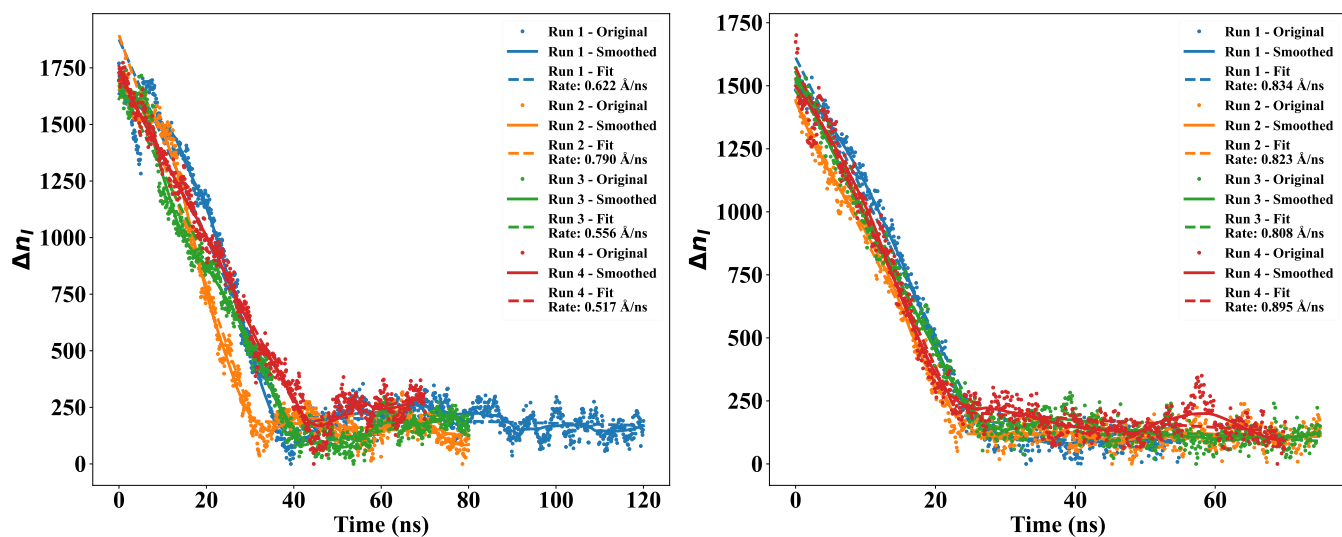 1750
1500
1250
1000
750
500
250
0
Δn_l
0 20 40 60 80 100 120
Time (ns)
Run 1 - Original
Run 1 - Smoothed
Run 1 - Fit
Rate: 0.622 Å/ns
Run 2 - Original
Run 2 - Smoothed
Run 2 - Fit
Rate: 0.790 Å/ns
Run 3 - Original
Run 3 - Smoothed
Run 3 - Fit
Rate: 0.556 Å/ns
Run 4 - Original
Run 4 - Smoothed
Run 4 - Fit
Rate: 0.517 Å/ns
1750
1500
1250
1000
750
500
250
0
Δn_l
0 20 40 60
Time (ns)
Run 1 - Original
Run 1 - Smoothed
Run 1 - Fit
Rate: 0.834 Å/ns
Run 2 - Original
Run 2 - Smoothed
Run 2 - Fit
Rate: 0.823 Å/ns
Run 3 - Original
Run 3 - Smoothed
Run 3 - Fit
Rate: 0.808 Å/ns
Run 4 - Original
Run 4 - Smoothed
Run 4 - Fit
Rate: 0.895 Å/ns